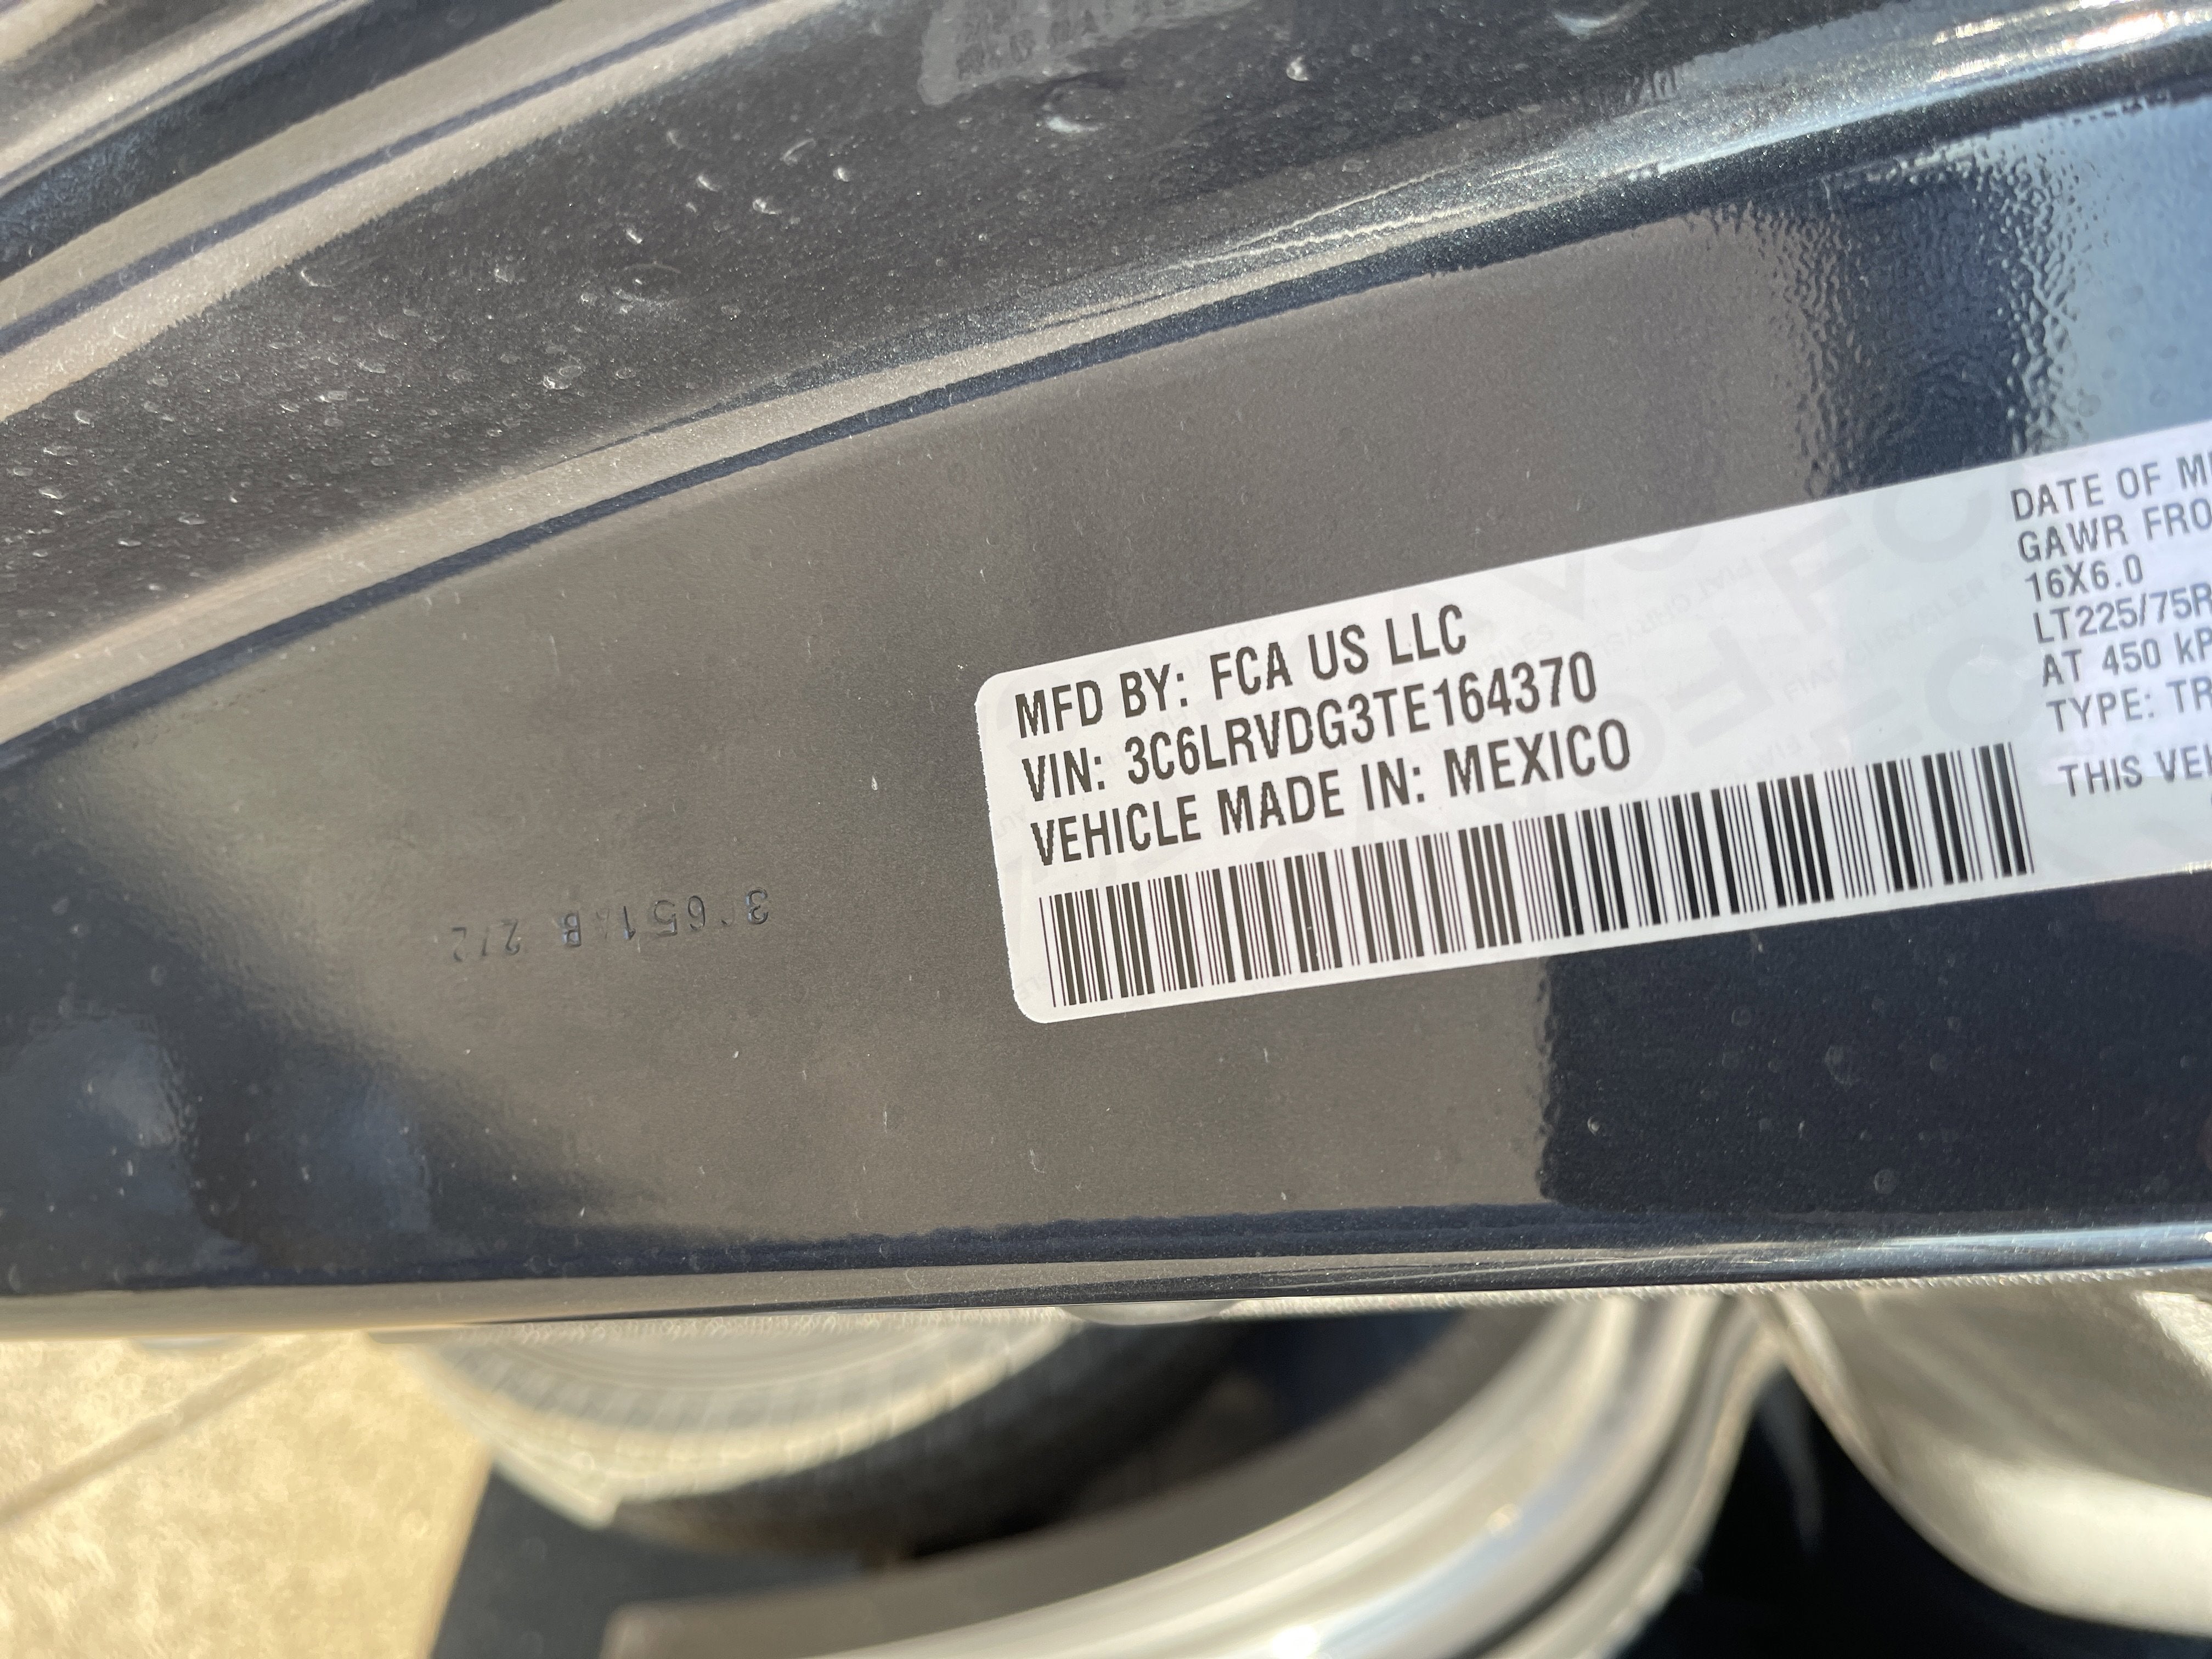 MFD BY: FCA US LLC
VIN: 3C6LRVDG3TE164370
VEHICLE MADE IN: MEXICO
DATE OF M
GAWR FRO
16X6.0
LT225/75R
AT 450 kP
TYPE: TR
THIS VEH